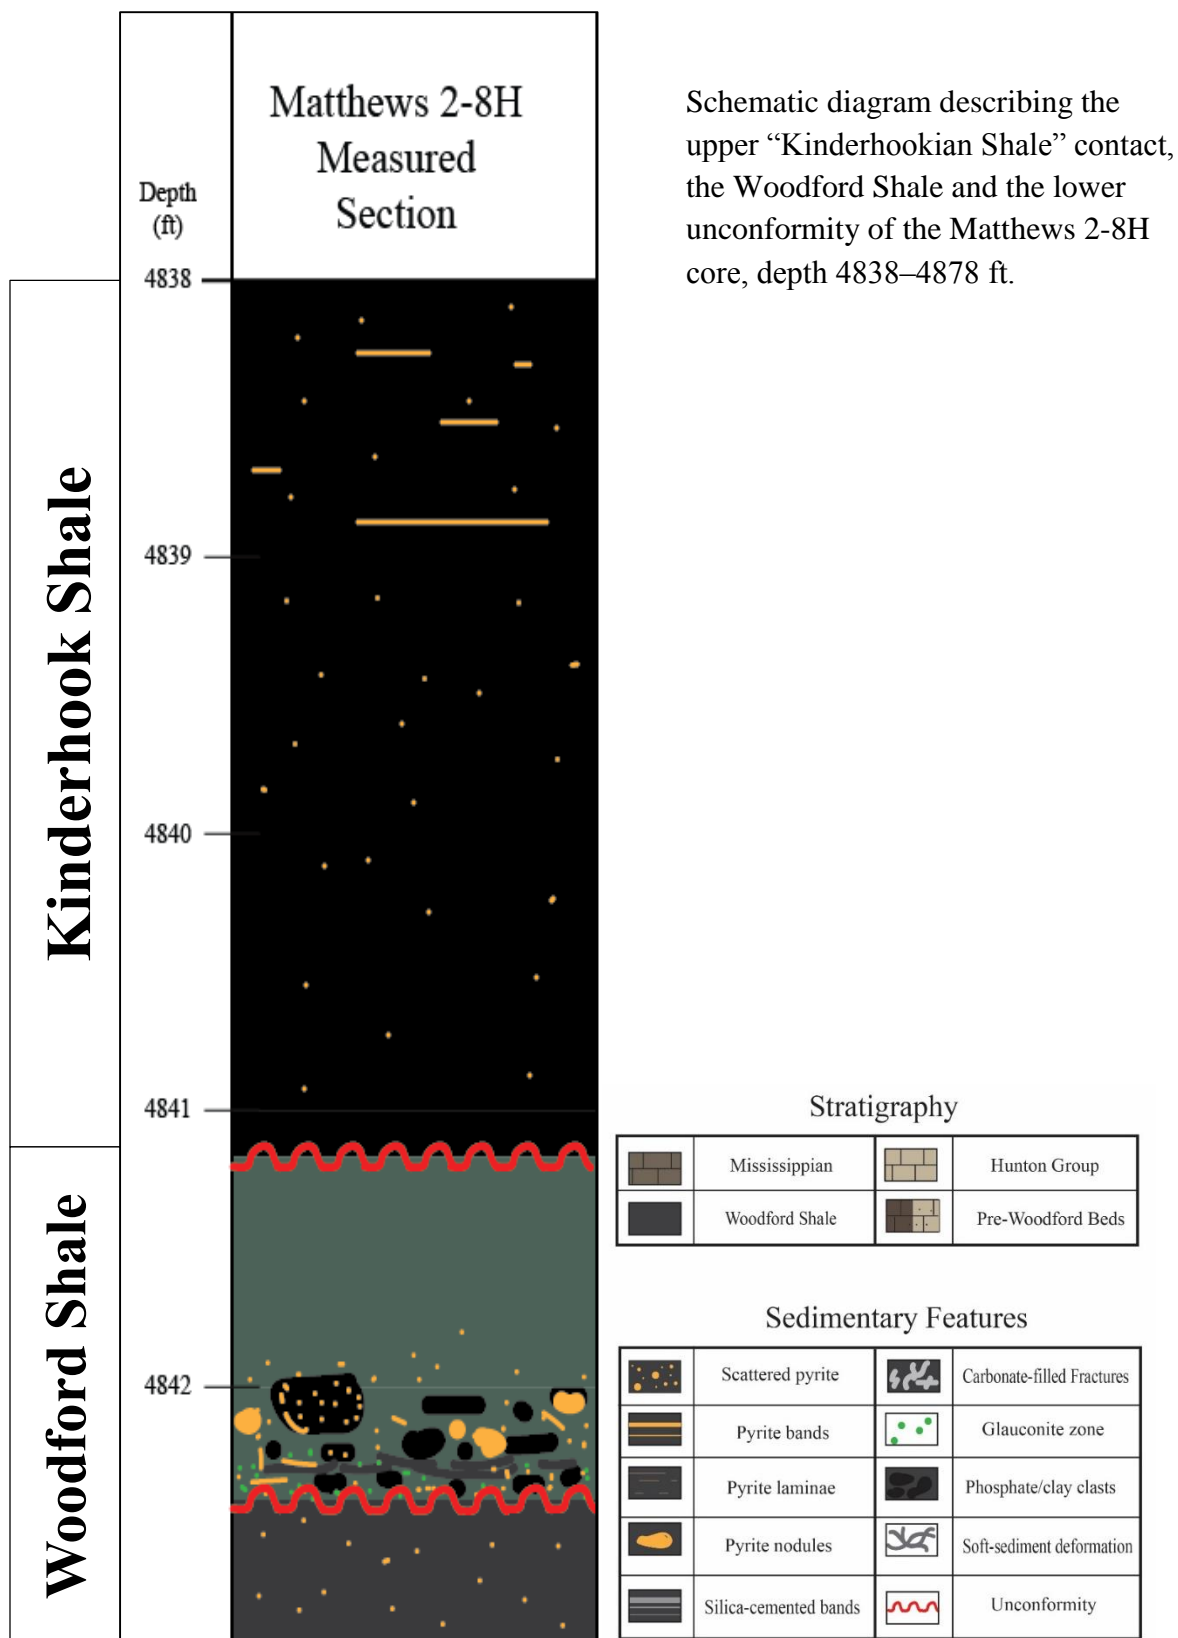 Matthews 2-8H
Measured
Section
Depth
(ft)
Schematic diagram describing the
upper “Kinderhookian Shale” contact,
the Woodford Shale and the lower
unconformity of the Matthews 2-8H
core, depth 4838–4878 ft.
4838
4839
4840
4841
4842
Kinderhook Shale
Woodford Shale
Stratigraphy
Mississippian
Hunton Group
Woodford Shale
Pre-Woodford Beds
Sedimentary Features
Scattered pyrite
Carbonate-filled Fractures
Pyrite bands
Glauconite zone
Pyrite laminae
Phosphate/clay clasts
Pyrite nodules
Soft-sediment deformation
Silica-cemented bands
Unconformity